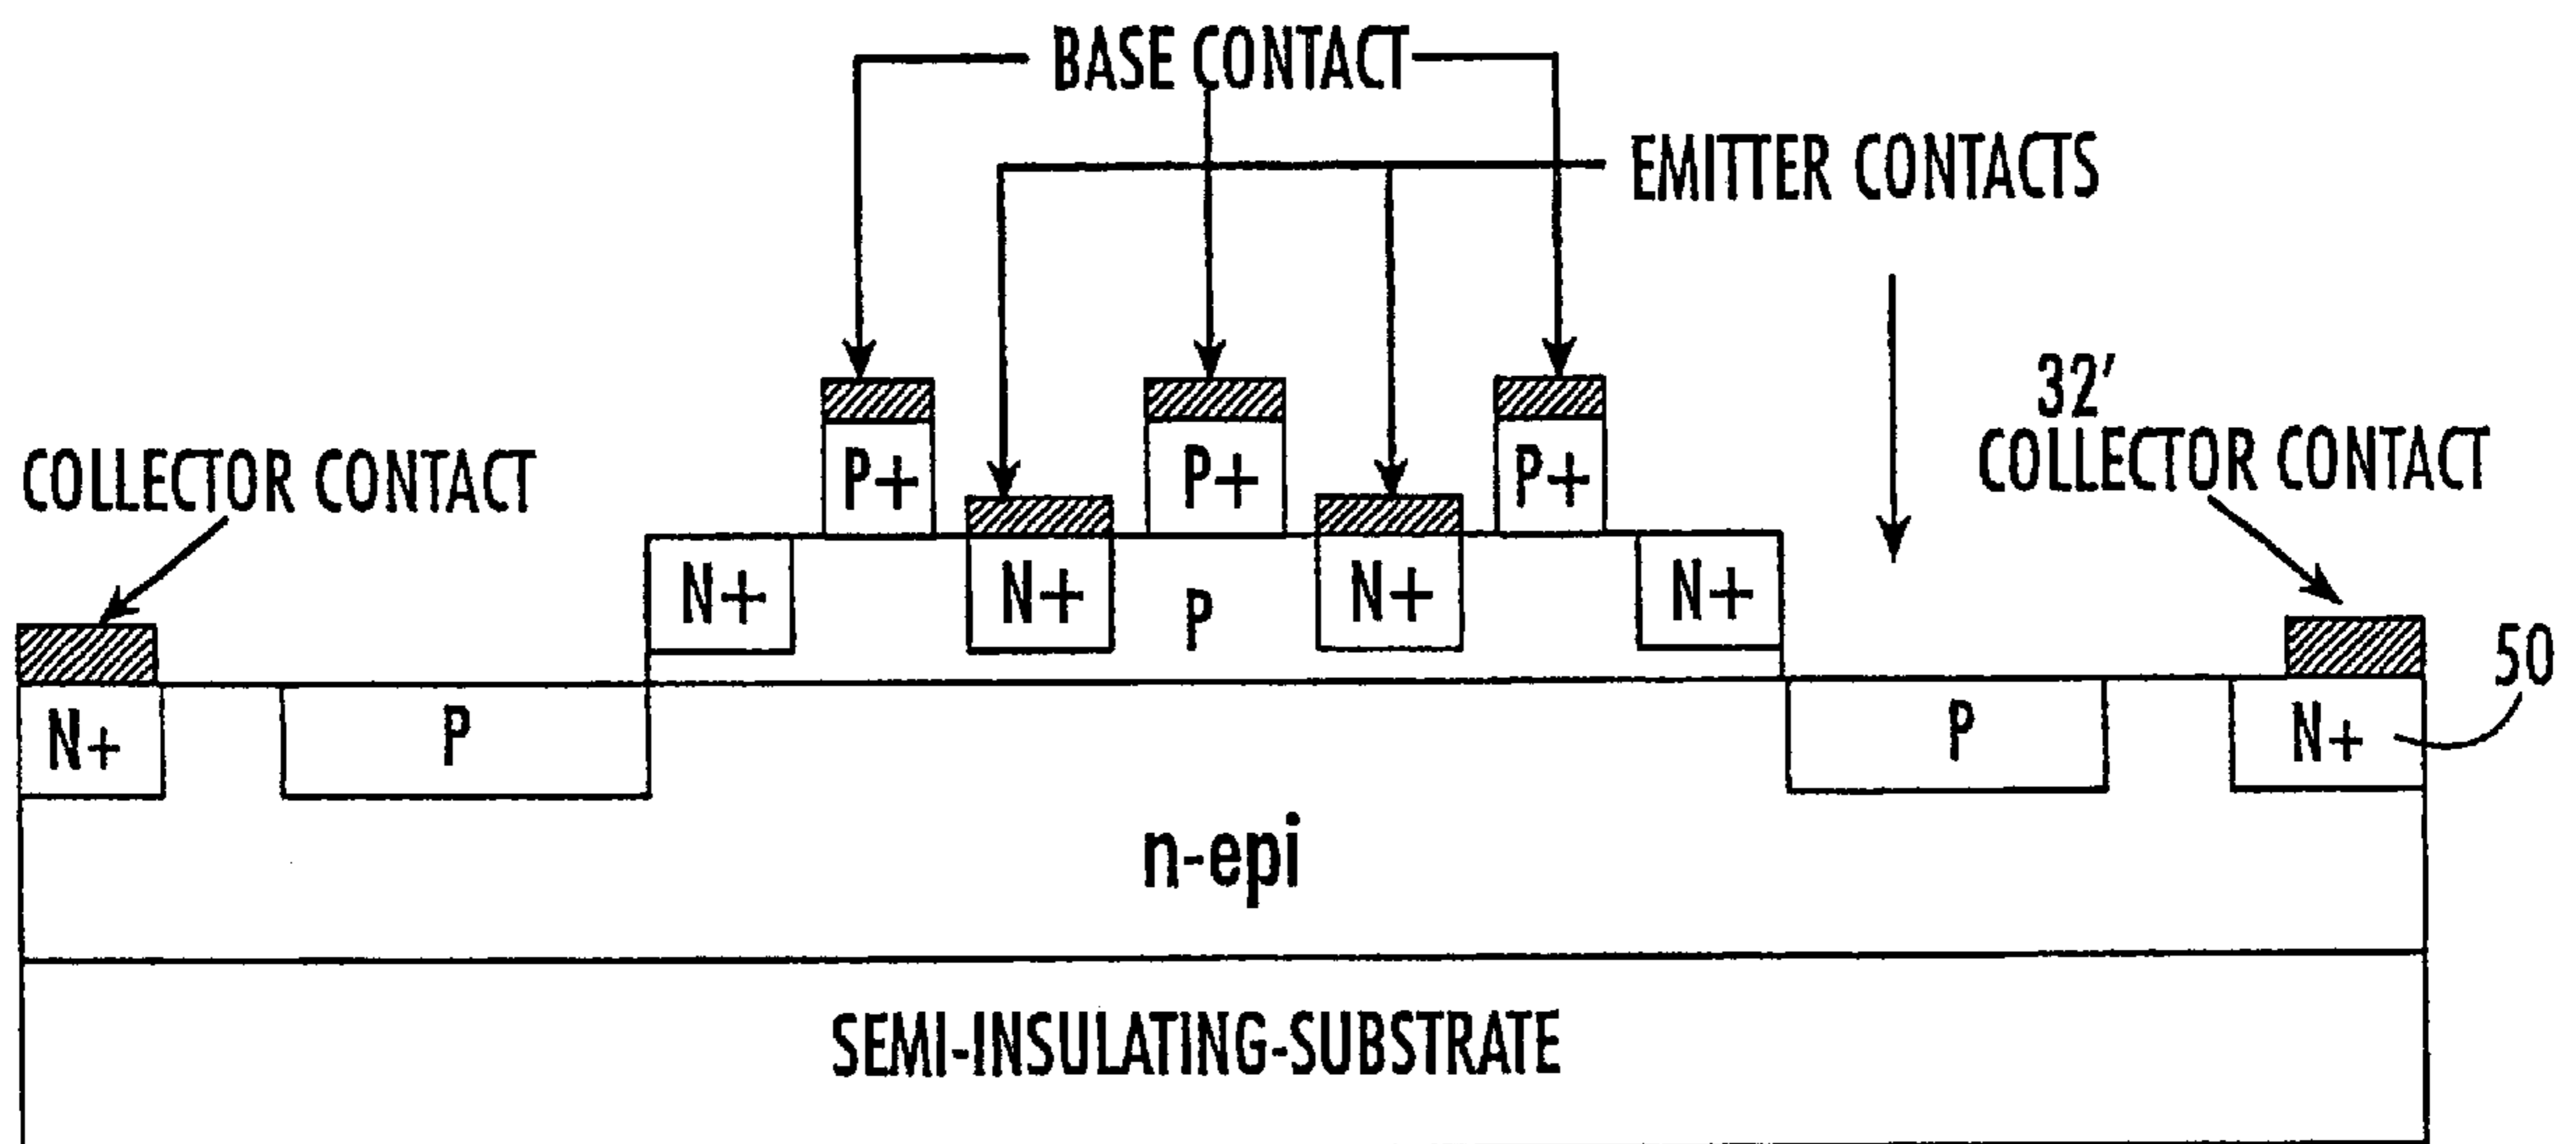 BASE CONTACT
EMITTER CONTACTS
32'
COLLECTOR CONTACT
COLLECTOR CONTACT
P+ P+ P+
N+ N+ P N+ N+
50
N+ P P N+
n-epi
SEMI-INSULATING-SUBSTRATE